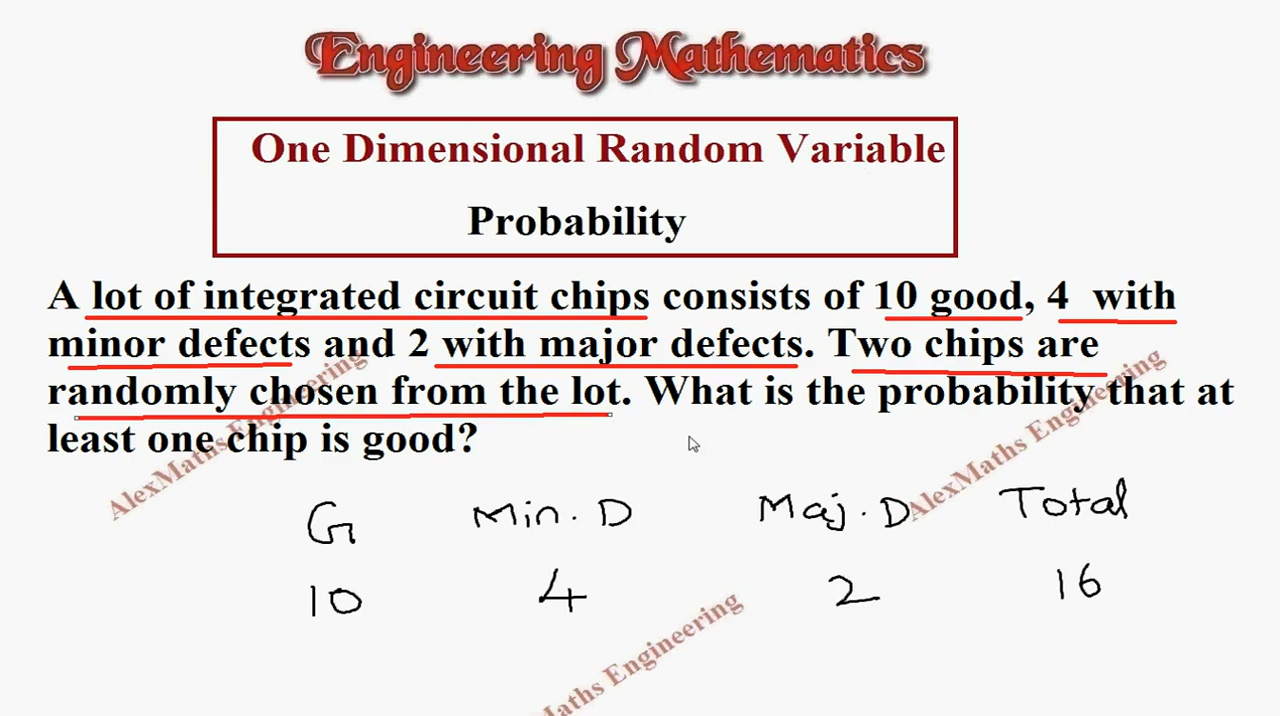 Engineering Mathematics
One Dimensional Random Variable
Probability
A lot of integrated circuit chips consists of 10 good, 4 with
minor defects and 2 with major defects. Two chips are
randomly chosen from the lot. What is the probability that at
least one chip is good?
AlexMaths Engineering
AlexMaths Engineering
G Min. D Maj. D Total
10 4 2 16
Maths Engineering